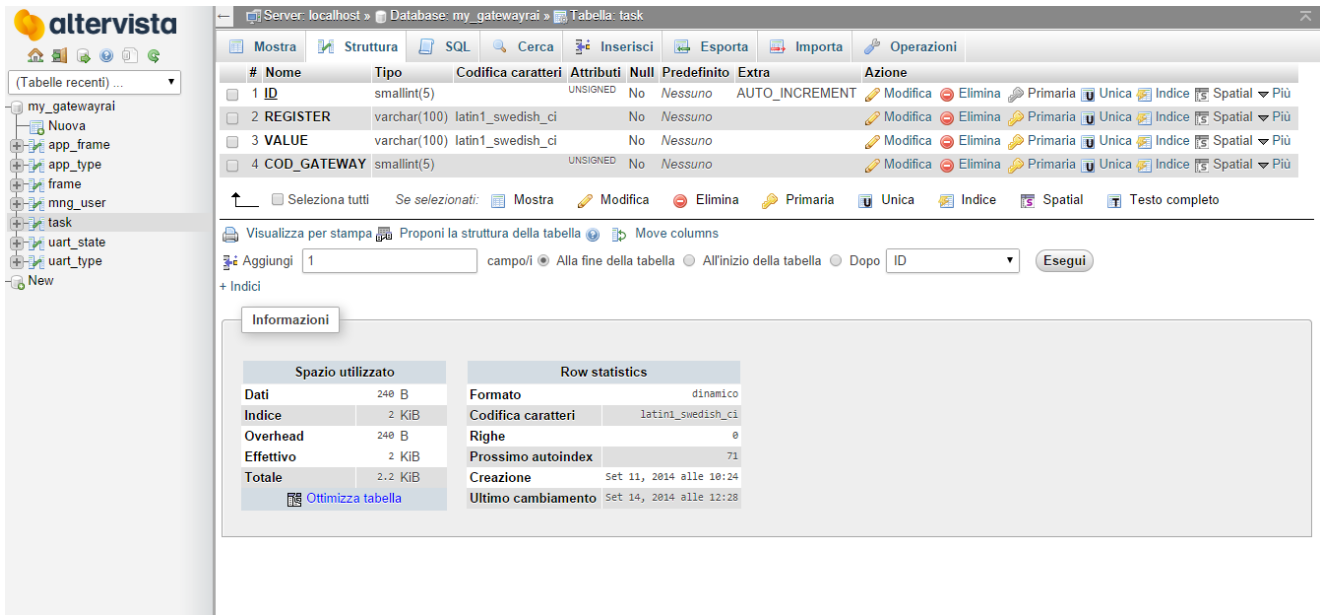 altervista
(Tabelle recenti) ...
my_gatewayrai
Nuova
app_frame
app_type
frame
mng_user
task
uart_state
uart_type
New
Server: localhost » Database: my_gatewayrai » Tabella: task
Mostra Struttura SQL Cerca Inserisci Esporta Importa Operazioni
# Nome Tipo Codifica caratteri Attributi Null Predefinito Extra Azione
1 ID smallint(5) UNSIGNED No Nessuno AUTO_INCREMENT Modifica Elimina Primaria Unica Indice Spatial Più
2 REGISTER varchar(100) latin1_swedish_ci No Nessuno Modifica Elimina Primaria Unica Indice Spatial Più
3 VALUE varchar(100) latin1_swedish_ci No Nessuno Modifica Elimina Primaria Unica Indice Spatial Più
4 COD_GATEWAY smallint(5) UNSIGNED No Nessuno Modifica Elimina Primaria Unica Indice Spatial Più
Seleziona tutti Se selezionati: Mostra Modifica Elimina Primaria Unica Indice Spatial Testo completo
Visualizza per stampa Proponi la struttura della tabella Move columns
Aggiungi 1 campo/i Alla fine della tabella All'inizio della tabella Dopo ID Esegui
+ Indici
Informazioni
Spazio utilizzato
Dati 240 B
Indice 2 KiB
Overhead 240 B
Effettivo 2 KiB
Totale 2.2 KiB
Ottimizza tabella
Row statistics
Formato dinamico
Codifica caratteri latin1_swedish_ci
Righe 0
Prossimo autoindex 71
Creazione Set 11, 2014 alle 10:24
Ultimo cambiamento Set 14, 2014 alle 12:28